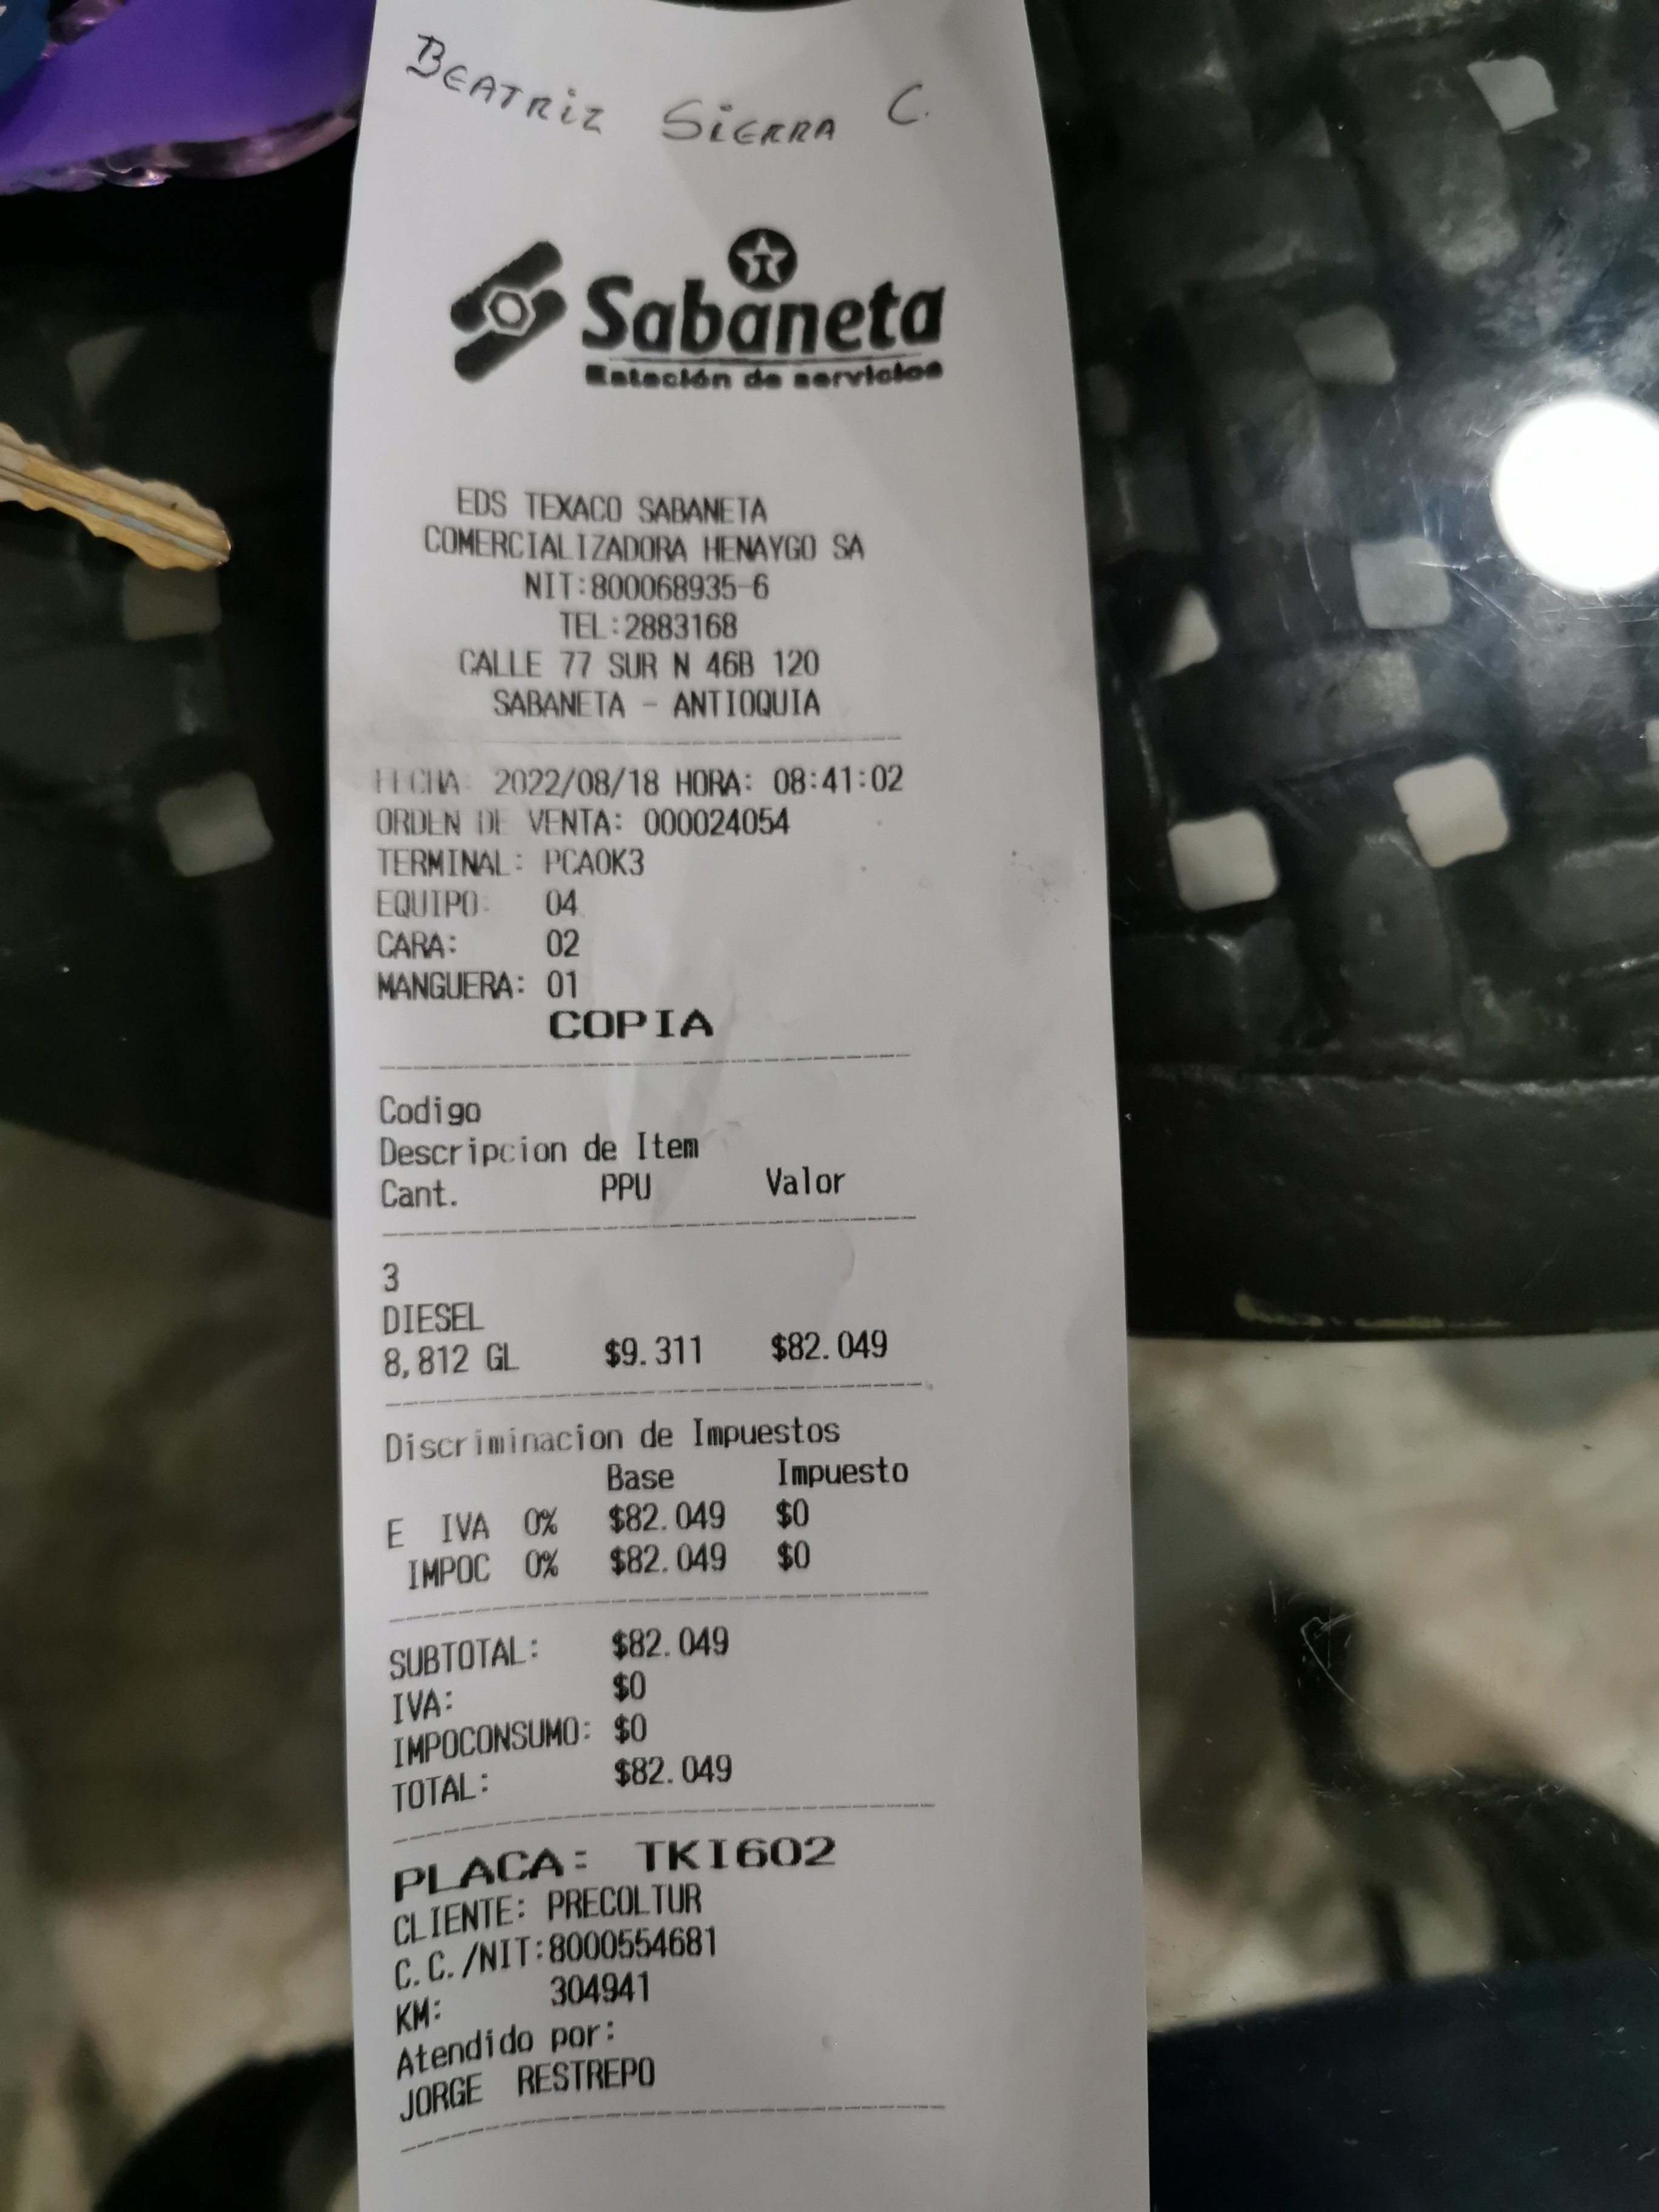 BEATRIZ SIERRA C.
Sabaneta
Estación de servicios
EDS TEXACO SABANETA
COMERCIALIZADORA HENAYGO SA
NIT:800068935-6
TEL:2883168
CALLE 77 SUR N 46B 120
SABANETA - ANTIOQUIA
FECHA: 2022/08/18 HORA: 08:41:02
ORDEN DE VENTA: 000024054
TERMINAL: PCAOK3
EQUIPO: 04
CARA: 02
MANGUERA: 01
COPIA
Codigo
Descripcion de Item
Cant. PPU Valor
3
DIESEL
8,812 GL $9.311 $82.049
Discriminacion de Impuestos
Base Impuesto
E IVA 0% $82.049 $0
IMPOC 0% $82.049 $0
SUBTOTAL: $82.049
IVA: $0
IMPOCONSUMO: $0
TOTAL: $82.049
PLACA: TKI602
CLIENTE: PRECOLTUR
C.C./NIT:8000554681
KM: 304941
Atendido por:
JORGE RESTREPO